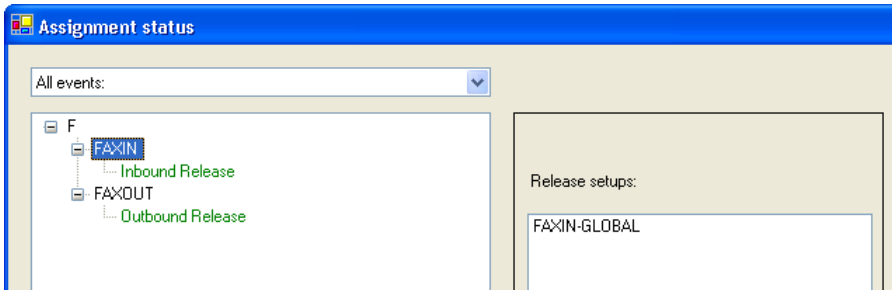 Assignment status
All events:
F
FAXIN
Inbound Release
FAXOUT
Outbound Release
Release setups:
FAXIN-GLOBAL